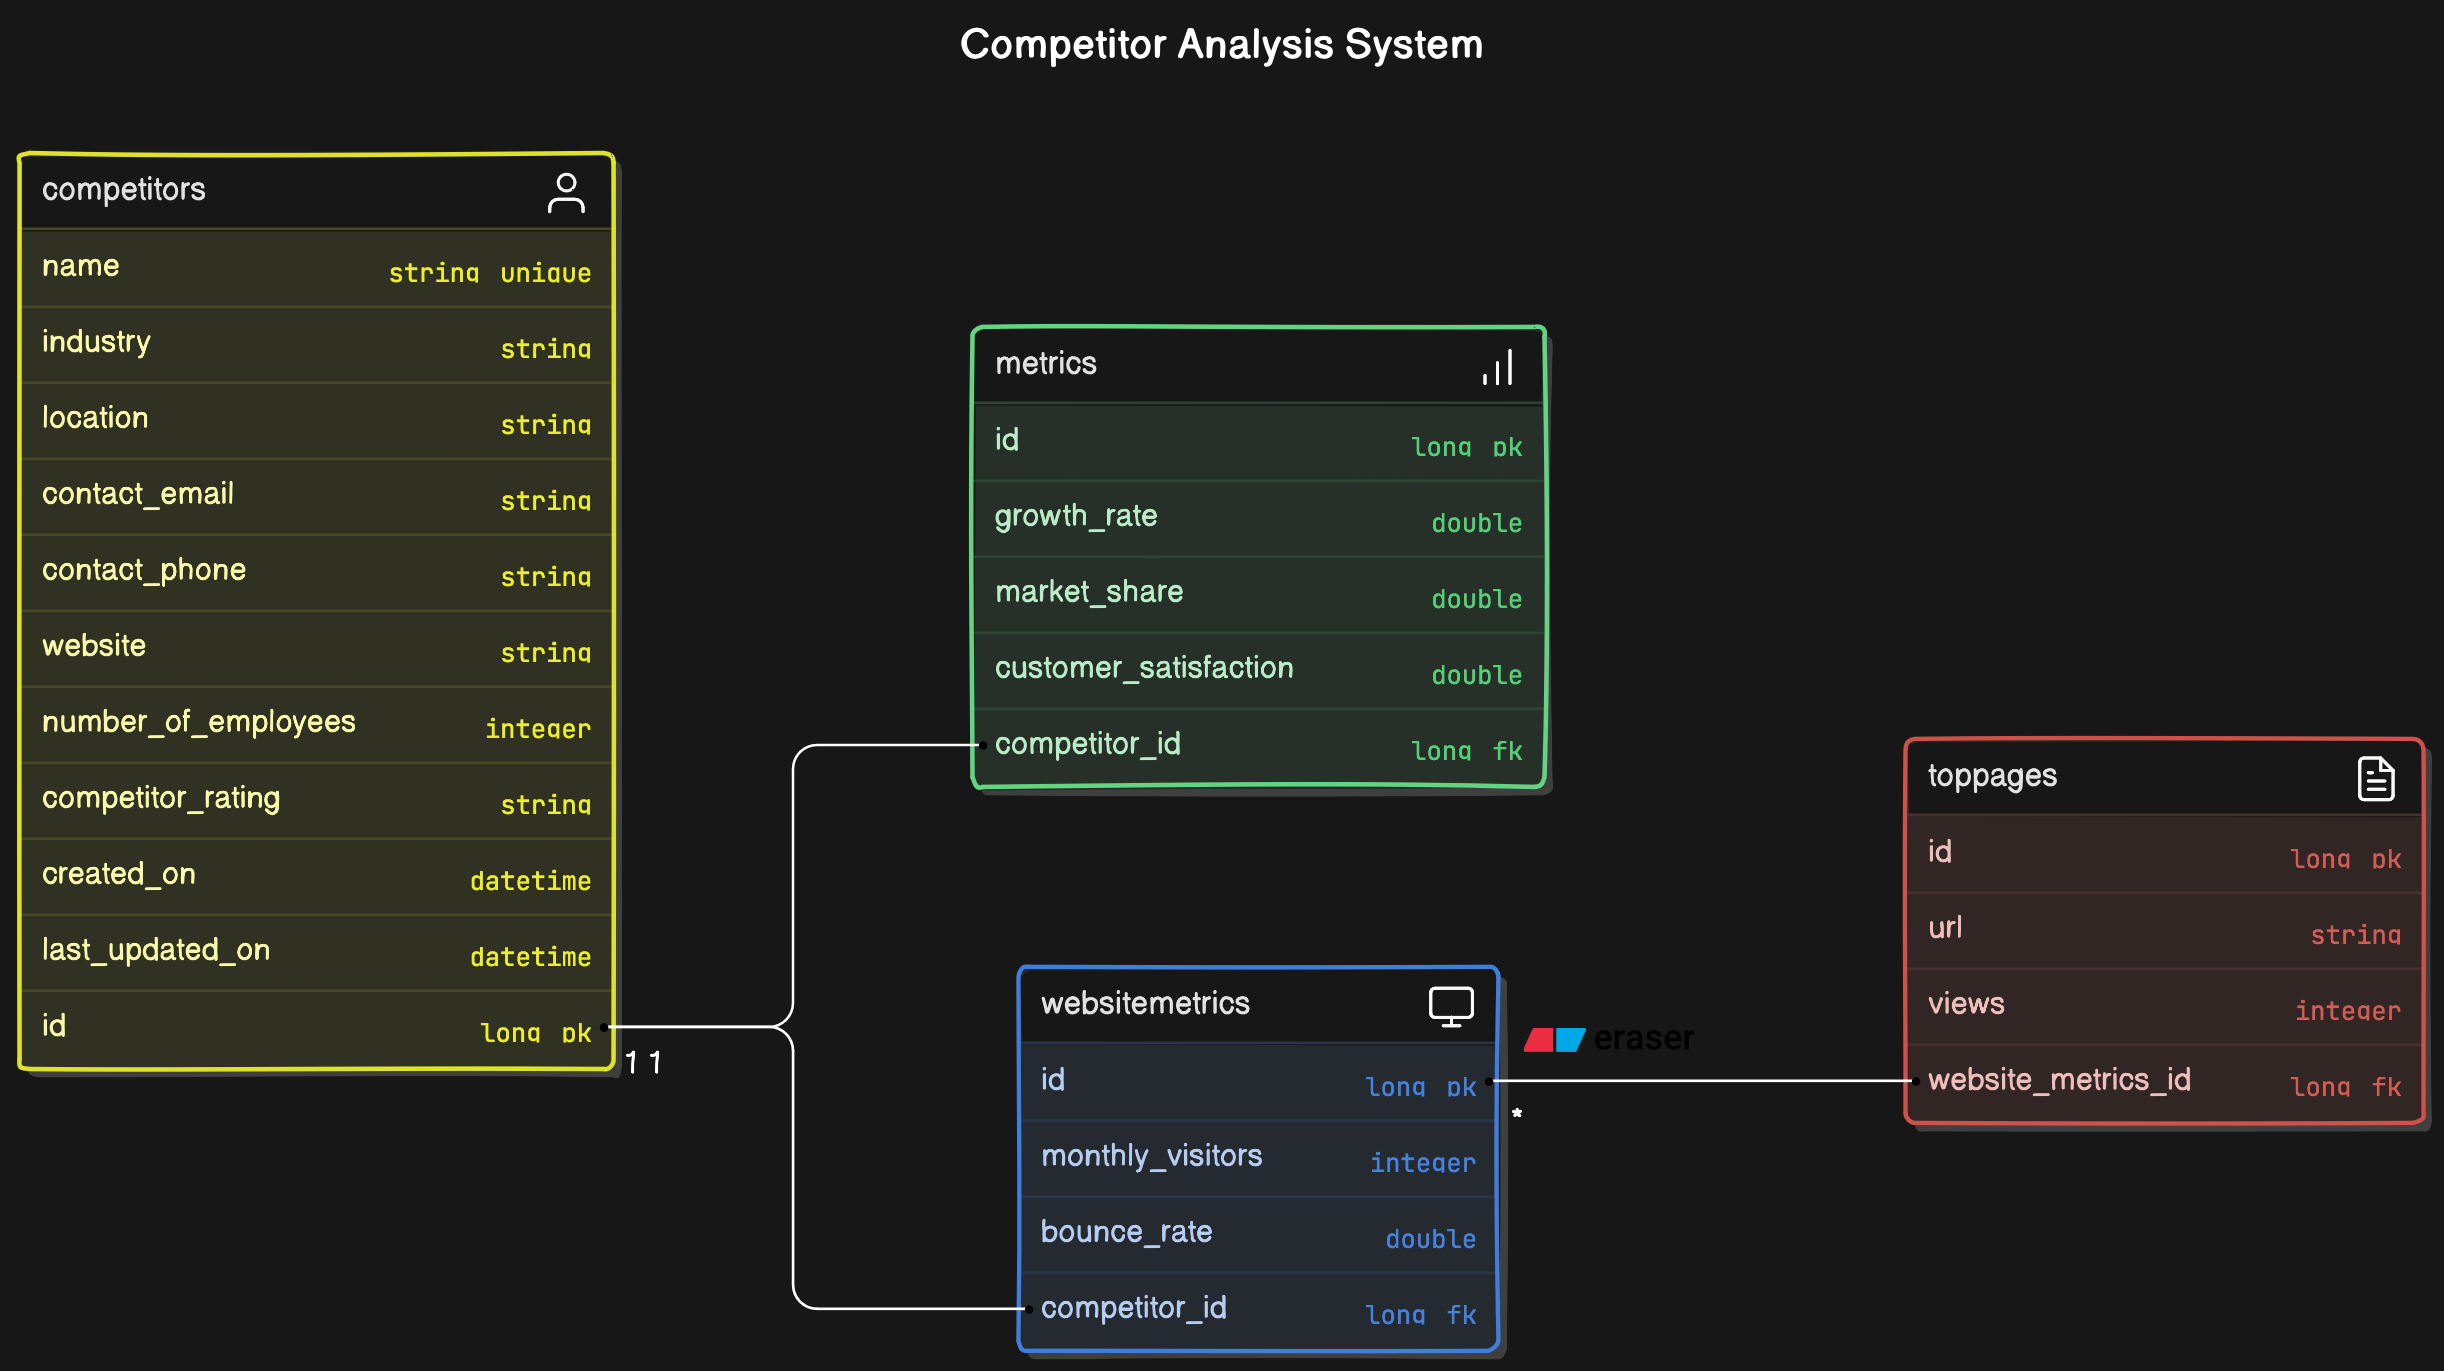 Competitor Analysis System
competitors
name string unique
industry string
location string
contact_email string
contact_phone string
website string
number_of_employees integer
competitor_rating string
created_on datetime
last_updated_on datetime
id long pk
1 1
metrics
id long pk
growth_rate double
market_share double
customer_satisfaction double
competitor_id long fk
websitemetrics
id long pk
*
monthly_visitors integer
bounce_rate double
competitor_id long fk
eraser
toppages
id long pk
url string
views integer
website_metrics_id long fk